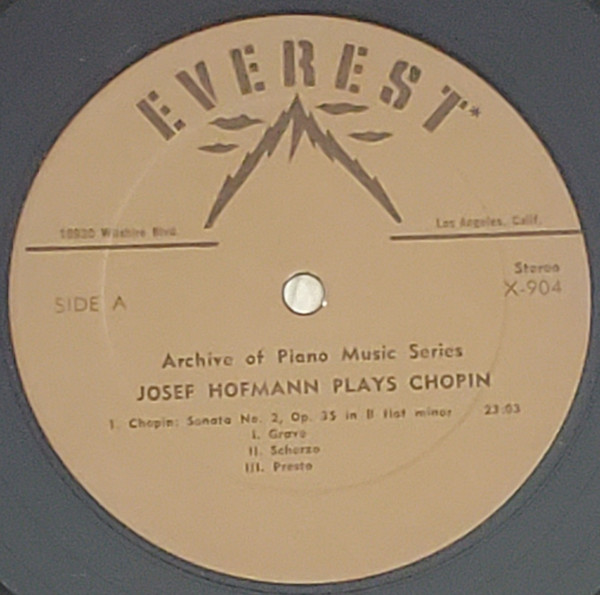 EVEREST*
10920 Wilshire Blvd.
Los Angeles, Calif.
Stereo
X-904
SIDE A
Archive of Piano Music Series
JOSEF HOFMANN PLAYS CHOPIN
1. Chopin: Sonata No. 2, Op. 35 in B flat minor 23:03
I. Grave
II. Scherzo
III. Presto